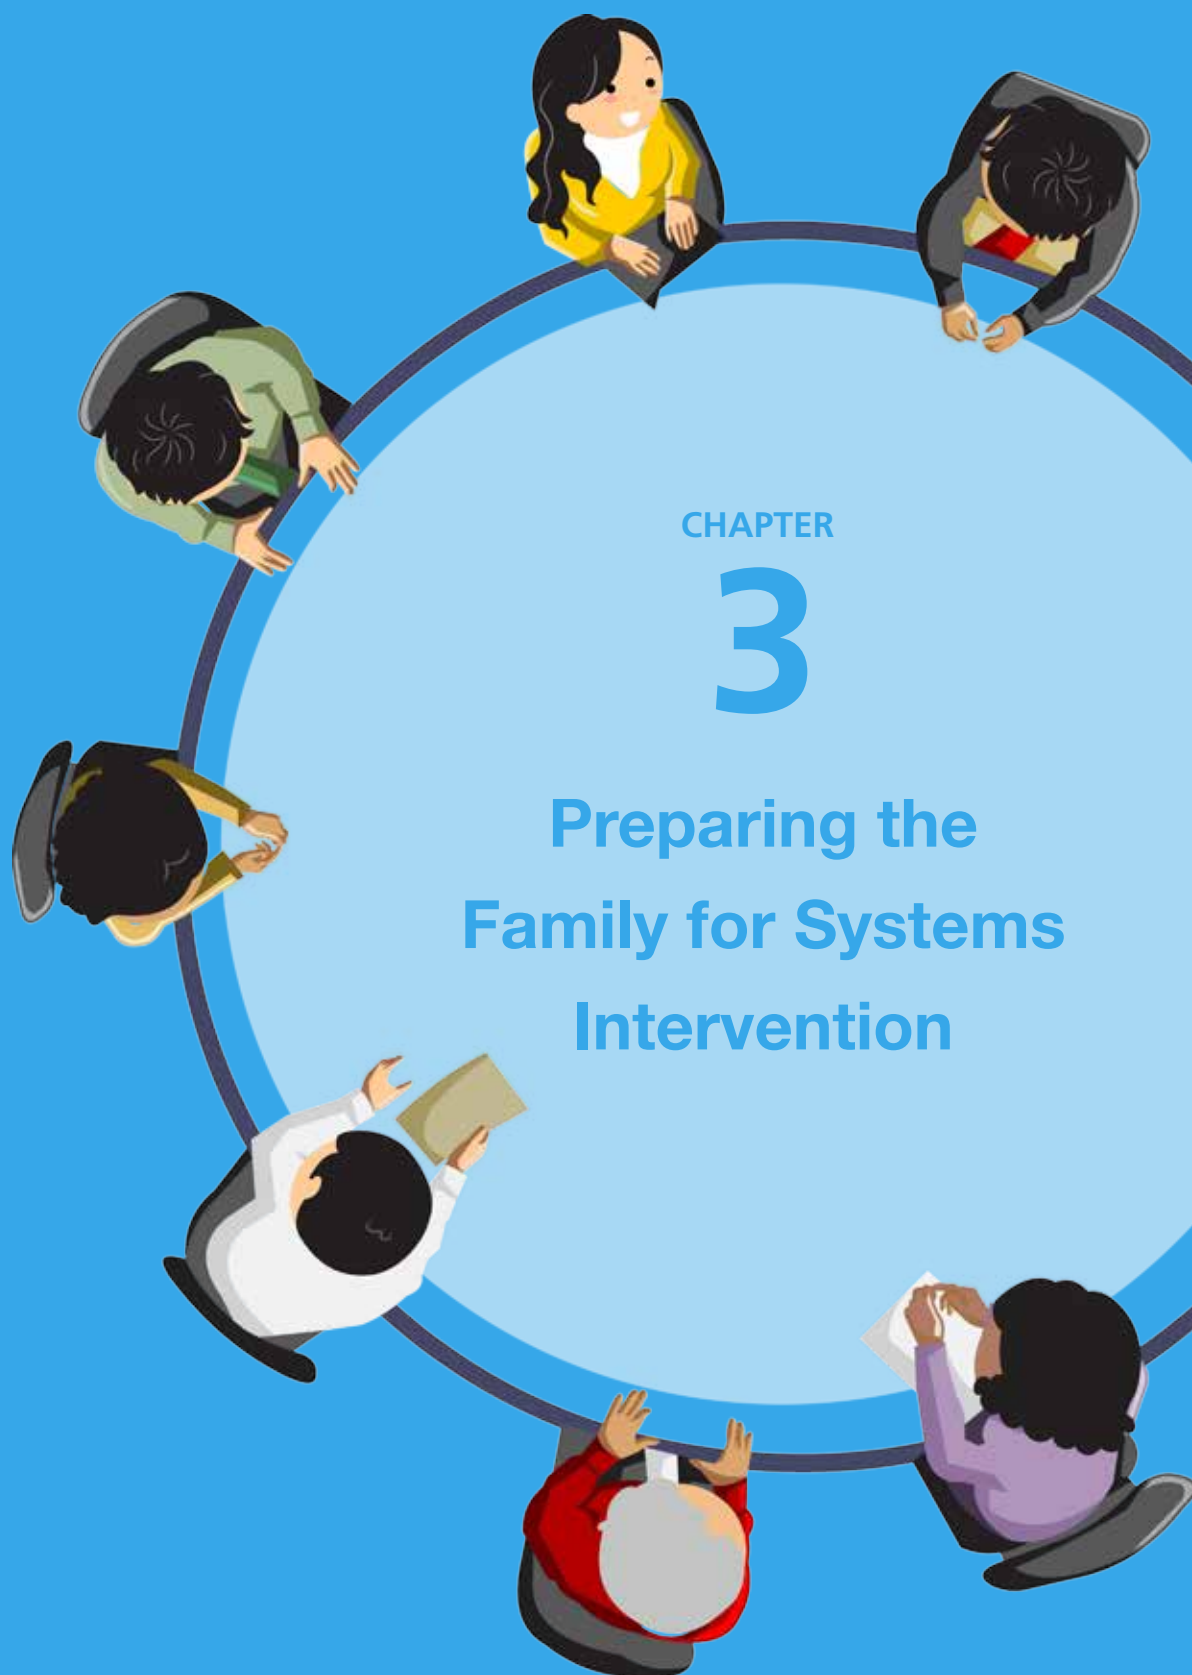 CHAPTER
3
Preparing the
Family for Systems
Intervention